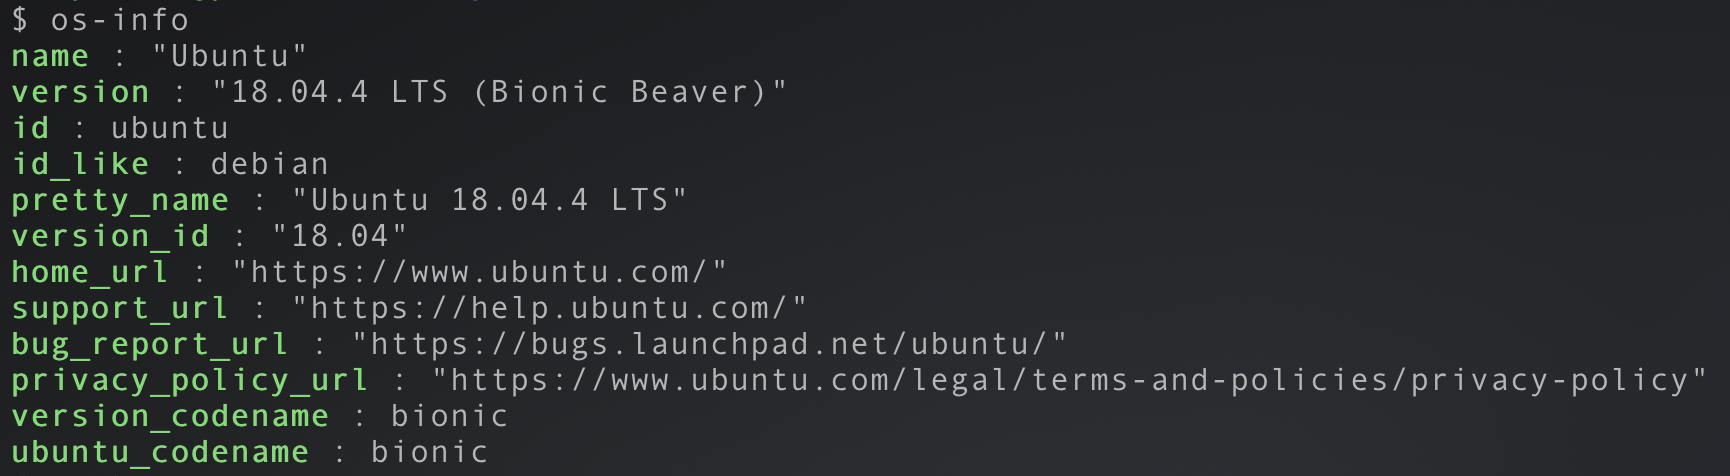 $ os-info
name : "Ubuntu"
version : "18.04.4 LTS (Bionic Beaver)"
id : ubuntu
id_like : debian
pretty_name : "Ubuntu 18.04.4 LTS"
version_id : "18.04"
home_url : "https://www.ubuntu.com/"
support_url : "https://help.ubuntu.com/"
bug_report_url : "https://bugs.launchpad.net/ubuntu/"
privacy_policy_url : "https://www.ubuntu.com/legal/terms-and-policies/privacy-policy"
version_codename : bionic
ubuntu_codename : bionic